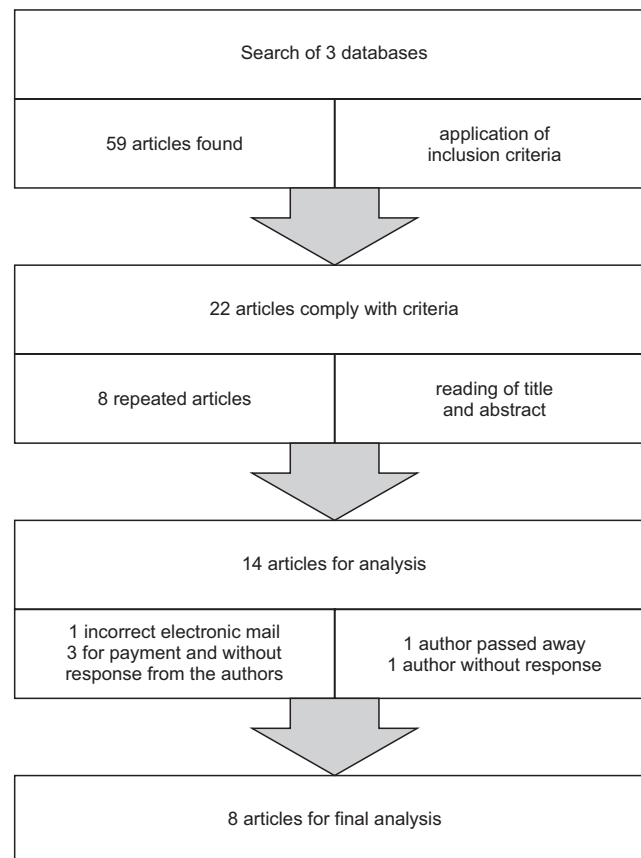 Search of 3 databases
59 articles found
application of
inclusion criteria
22 articles comply with criteria
8 repeated articles
reading of title
and abstract
14 articles for analysis
1 incorrect electronic mail
3 for payment and without
response from the authors
1 author passed away
1 author without response
8 articles for final analysis